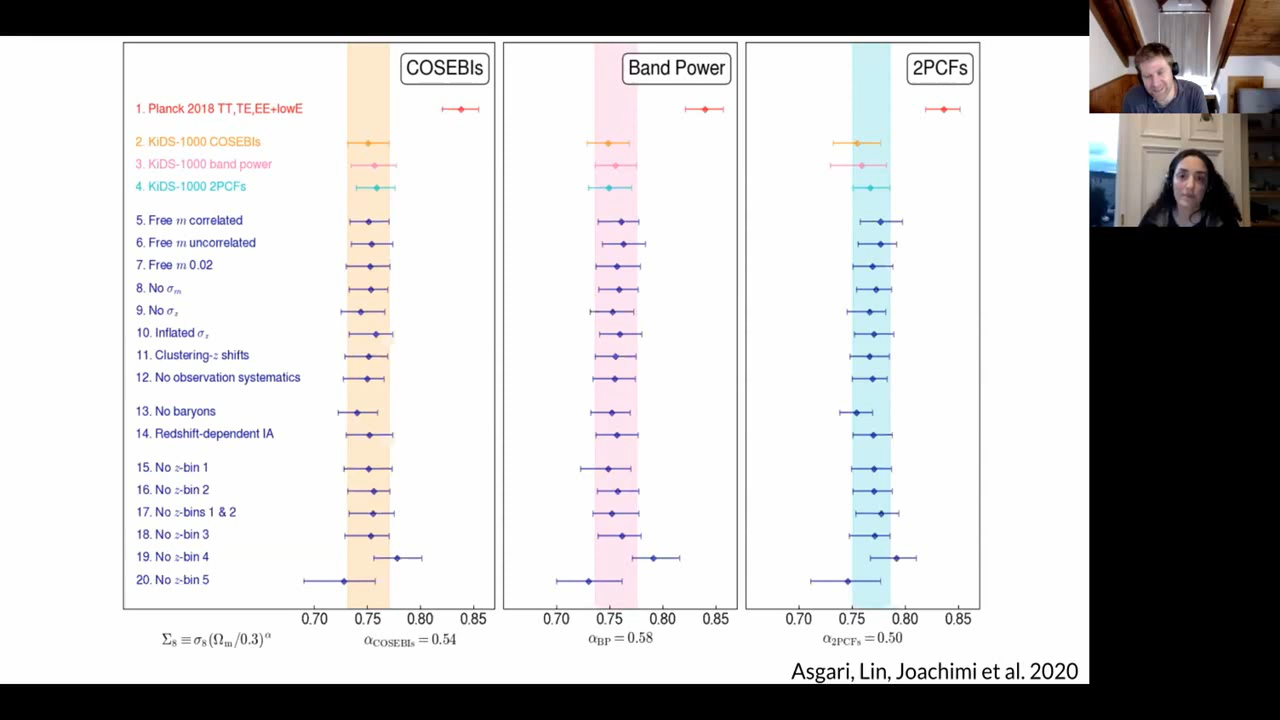 COSEBIs
Band Power
2PCFs
1. Planck 2018 TT,TE,EE+lowE
2. KiDS-1000 COSEBIs
3. KiDS-1000 band power
4. KiDS-1000 2PCFs
5. Free m correlated
6. Free m uncorrelated
7. Free m 0.02
8. No σₘ
9. No σ_z
10. Inflated σ_z
11. Clustering-z shifts
12. No observation systematics
13. No baryons
14. Redshift-dependent IA
15. No z-bin 1
16. No z-bin 2
17. No z-bins 1 & 2
18. No z-bin 3
19. No z-bin 4
20. No z-bin 5
0.70 0.75 0.80 0.85
0.70 0.75 0.80 0.85
0.70 0.75 0.80 0.85
Σ₈ ≡ σ₈(Ωₘ/0.3)^α
α_COSEBIs = 0.54
α_BP = 0.58
α_2PCFs = 0.50
Asgari, Lin, Joachimi et al. 2020